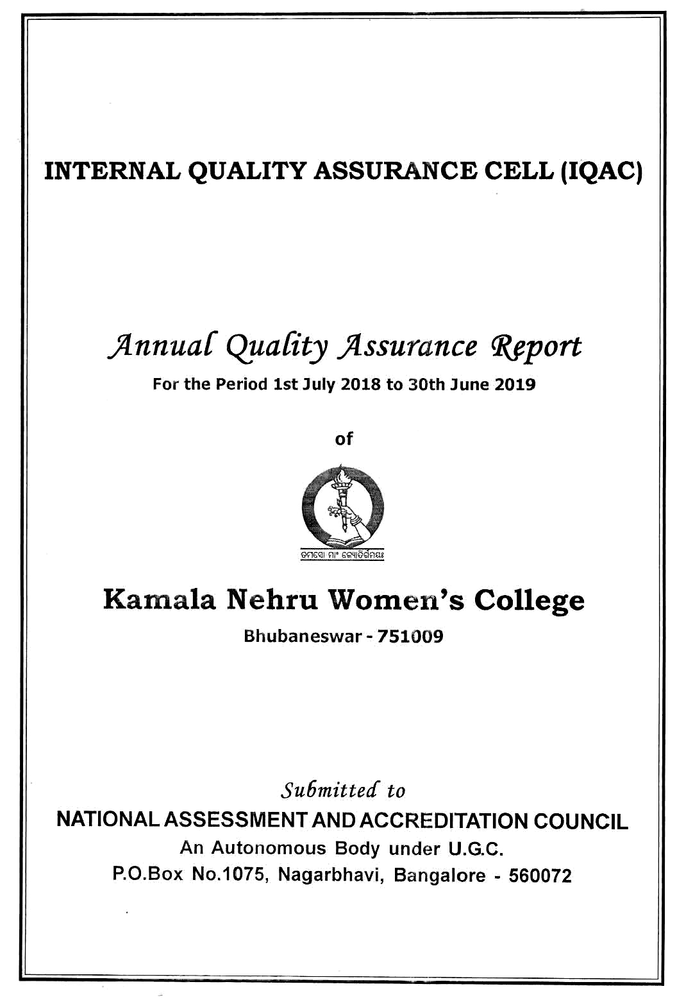 INTERNAL QUALITY ASSURANCE CELL (IQAC)
Annual Quality Assurance Report
For the Period 1st July 2018 to 30th June 2019
of
ତମସୋ ମାଂ ଜ୍ୟୋତିର୍ଗମୟଃ
Kamala Nehru Women's College
Bhubaneswar - 751009
Submitted to
NATIONAL ASSESSMENT AND ACCREDITATION COUNCIL
An Autonomous Body under U.G.C.
P.O.Box No.1075, Nagarbhavi, Bangalore - 560072